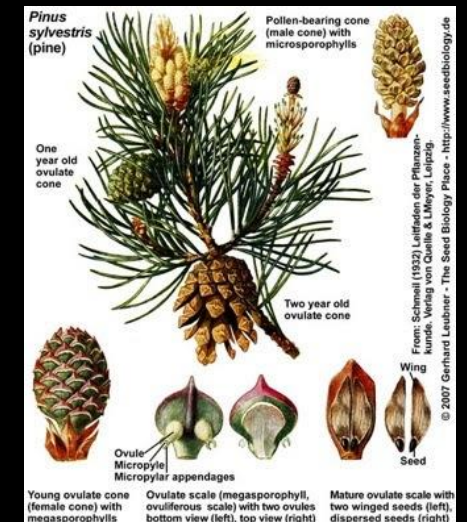 Pinus
sylvestris
(pine)
Pollen-bearing cone
(male cone) with
microsporophylls
One
year old
ovulate
cone
Two year old
ovulate cone
From: Schmeil (1932) Leitfaden der Pflanzen-
kunde. Verlag von Quelle & LMeyer, Leipzig.
© 2007 Gerhard Leubner - The Seed Biology Place - http://www.seedbiology.de
Ovule
Micropyle
Micropylar appendages
Wing
Seed
Young ovulate cone
(female cone) with
megasporophylls
Ovulate scale (megasporophyll,
ovuliferous scale) with two ovules
bottom view (left), top view (right)
Mature ovulate scale with
two winged seeds (left),
dispersed seeds (right)